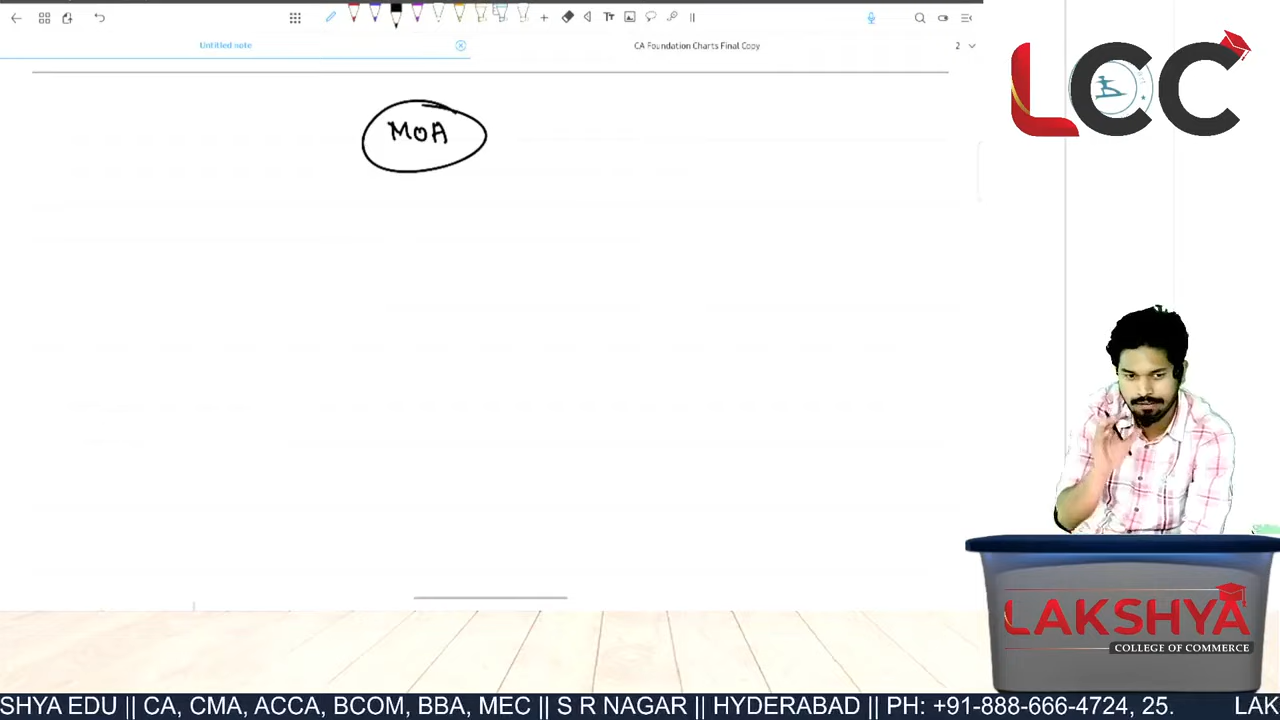 Untitled note
CA Foundation Charts Final Copy
2
Tт
MOA
LCC
LAKSHYA
COLLEGE OF COMMERCE
SHYA EDU || CA, CMA, ACCA, BCOM, BBA, MEC || S R NAGAR || HYDERABAD || PH: +91-888-666-4724, 25. LAK